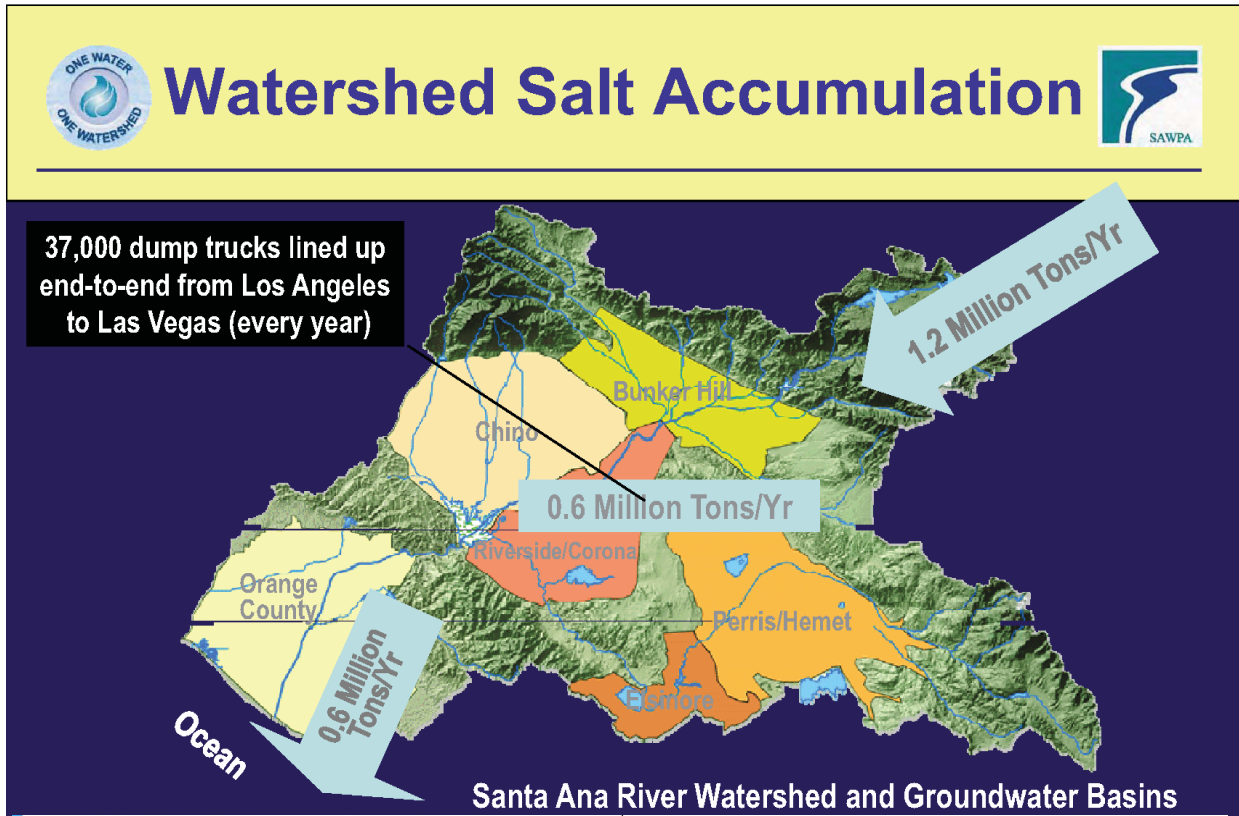 ONE WATER
ONE WATERSHED
Watershed Salt Accumulation
SAWPA
37,000 dump trucks lined up
end-to-end from Los Angeles
to Las Vegas (every year)
1.2 Million Tons/Yr
Bunker Hill
Chino
0.6 Million Tons/Yr
Riverside/Corona
Orange
County
Perris/Hemet
0.6 Million
Tons/Yr
Elsinore
Ocean
Santa Ana River Watershed and Groundwater Basins